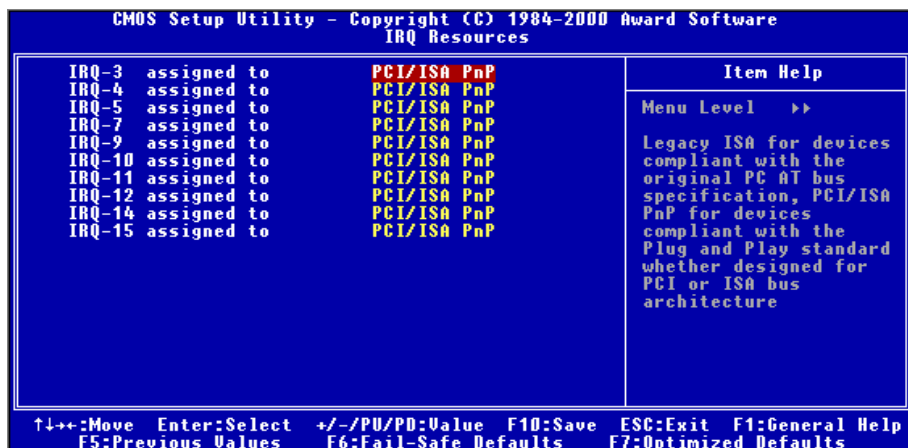 CMOS Setup Utility - Copyright (C) 1984-2000 Award Software
IRQ Resources
IRQ-3 assigned to PCI/ISA PnP
IRQ-4 assigned to PCI/ISA PnP
IRQ-5 assigned to PCI/ISA PnP
IRQ-7 assigned to PCI/ISA PnP
IRQ-9 assigned to PCI/ISA PnP
IRQ-10 assigned to PCI/ISA PnP
IRQ-11 assigned to PCI/ISA PnP
IRQ-12 assigned to PCI/ISA PnP
IRQ-14 assigned to PCI/ISA PnP
IRQ-15 assigned to PCI/ISA PnP
Item Help
Menu Level ▸▸
Legacy ISA for devices
compliant with the
original PC AT bus
specification, PCI/ISA
PnP for devices
compliant with the
Plug and Play standard
whether designed for
PCI or ISA bus
architecture
↑↓→←:Move Enter:Select +/-/PU/PD:Value F10:Save ESC:Exit F1:General Help
F5:Previous Values F6:Fail-Safe Defaults F7:Optimized Defaults